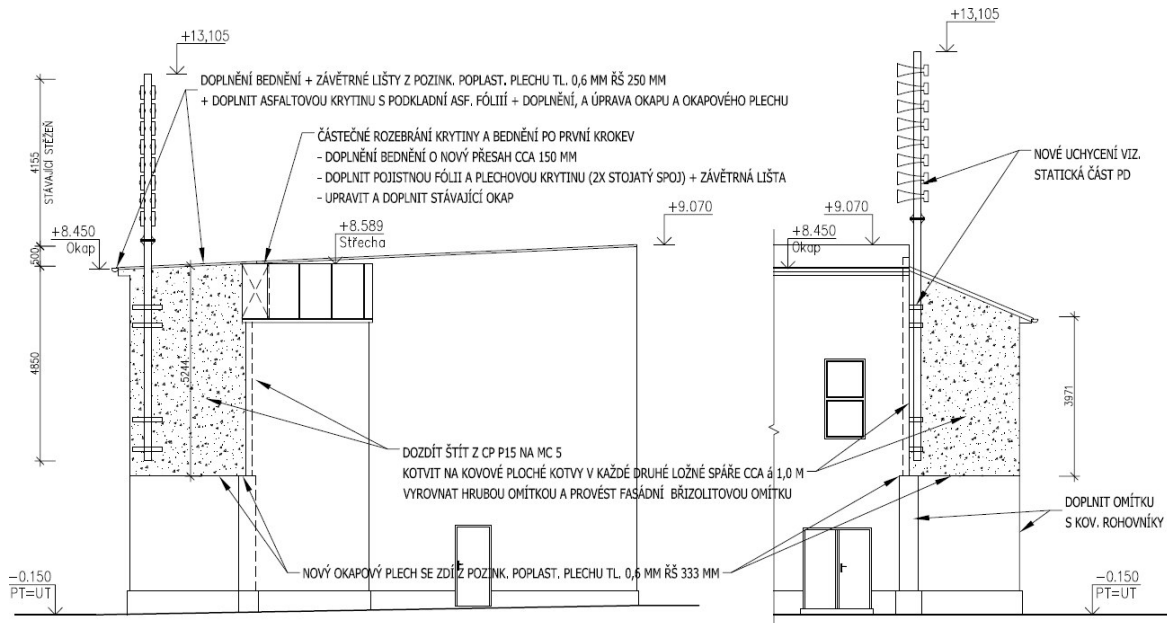 +13,105
+13,105
DOPLNĚNÍ BEDNĚNÍ + ZÁVĚTRNÉ LIŠTY Z POZINK. POPLAST. PLECHU TL. 0,6 MM ŘŠ 250 MM
+ DOPLNIT ASFALTOVOU KRYTINU S PODKLADNÍ ASF. FÓLIÍÍ + DOPLNĚNÍ, A ÚPRAVA OKAPU A OKAPOVÉHO PLECHU
ČÁSTEČNÉ ROZEBRÁNÍ KRYTINY A BEDNĚNÍ PO PRVNÍ KROKEV
- DOPLNĚNÍ BEDNĚNÍ O NOVÝ PŘESAH CCA 150 MM
- DOPLNIT POJISTNOU FÓLII A PLECHOVOU KRYTINU (2X STOJATÝ SPOJ) + ZÁVĚTRNÁ LIŠTA
- UPRAVIT A DOPLNIT STÁVAJÍCÍ OKAP
NOVÉ UCHYCENÍ VIZ.
STATICKÁ ČÁST PD
4155
STÁVAJÍCÍ STĚŽEŇ
+8.450
Okap
+8.589
Střecha
+9.070
+9.070
+8.450
Okap
500
4850
5244
3971
DOZDÍT ŠTÍT Z CP P15 NA MC 5
KOTVIT NA KOVOVÉ PLOCHÉ KOTVY V KAŽDÉ DRUHÉ LOŽNÉ SPÁŘE CCA á 1,0 M
VYROVNAT HRUBOU OMÍTKOU A PROVÉST FASÁDNÍ BŘIZOLITOVOU OMÍTKU
DOPLNIT OMÍTKU
S KOV. ROHOVNÍKY
NOVÝ OKAPOVÝ PLECH SE ZDÍ Z POZINK. POPLAST. PLECHU TL. 0,6 MM ŘŠ 333 MM
-0.150
PT=UT
-0.150
PT=UT